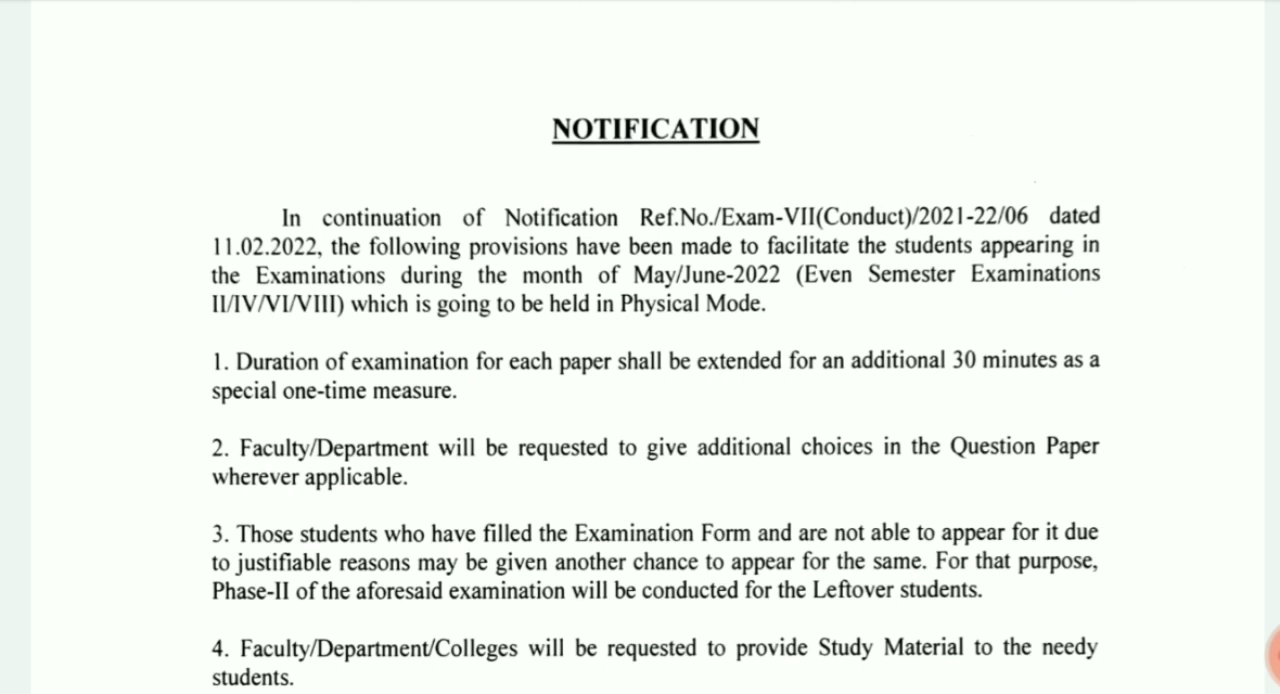 NOTIFICATION
In continuation of Notification Ref.No./Exam-VII(Conduct)/2021-22/06 dated
11.02.2022, the following provisions have been made to facilitate the students appearing in
the Examinations during the month of May/June-2022 (Even Semester Examinations
II/IV/VI/VIII) which is going to be held in Physical Mode.
1. Duration of examination for each paper shall be extended for an additional 30 minutes as a
special one-time measure.
2. Faculty/Department will be requested to give additional choices in the Question Paper
wherever applicable.
3. Those students who have filled the Examination Form and are not able to appear for it due
to justifiable reasons may be given another chance to appear for the same. For that purpose,
Phase-II of the aforesaid examination will be conducted for the Leftover students.
4. Faculty/Department/Colleges will be requested to provide Study Material to the needy
students.